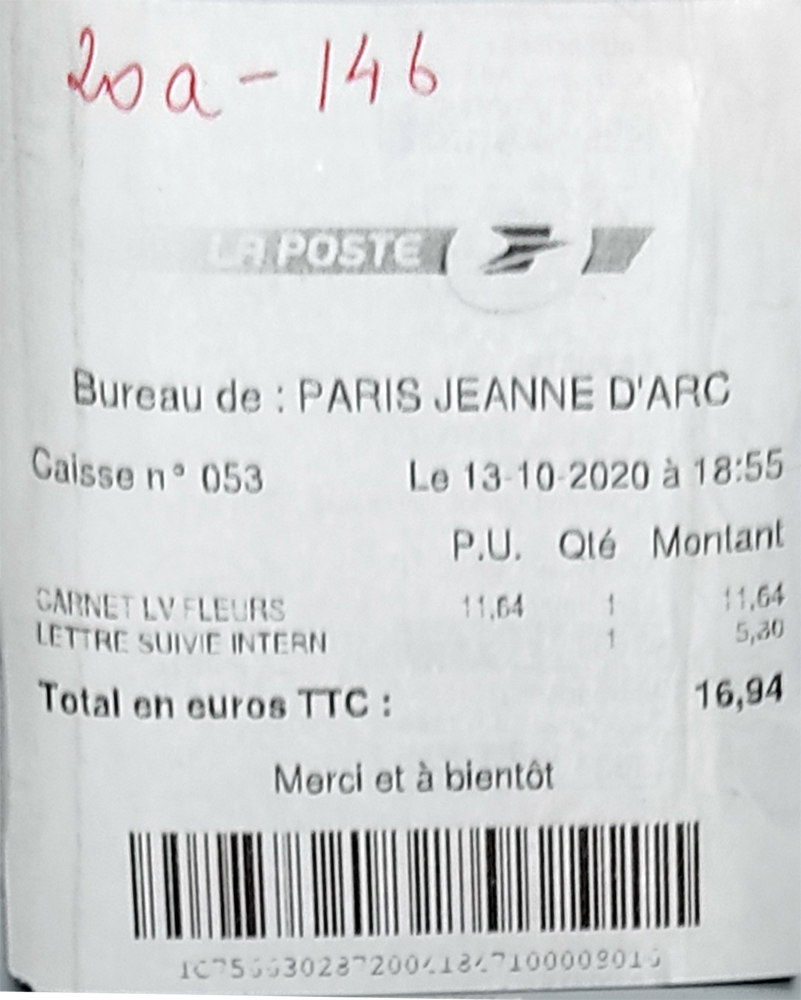 20a-146
LA POSTE
Bureau de : PARIS JEANNE D'ARC
Caisse n° 053 Le 13-10-2020 à 18:55
P.U. Qté Montant
CARNET LV FLEURS 11,64 1 11,64
LETTRE SUIVIE INTERN 1 5,30
Total en euros TTC : 16,94
Merci et à bientôt